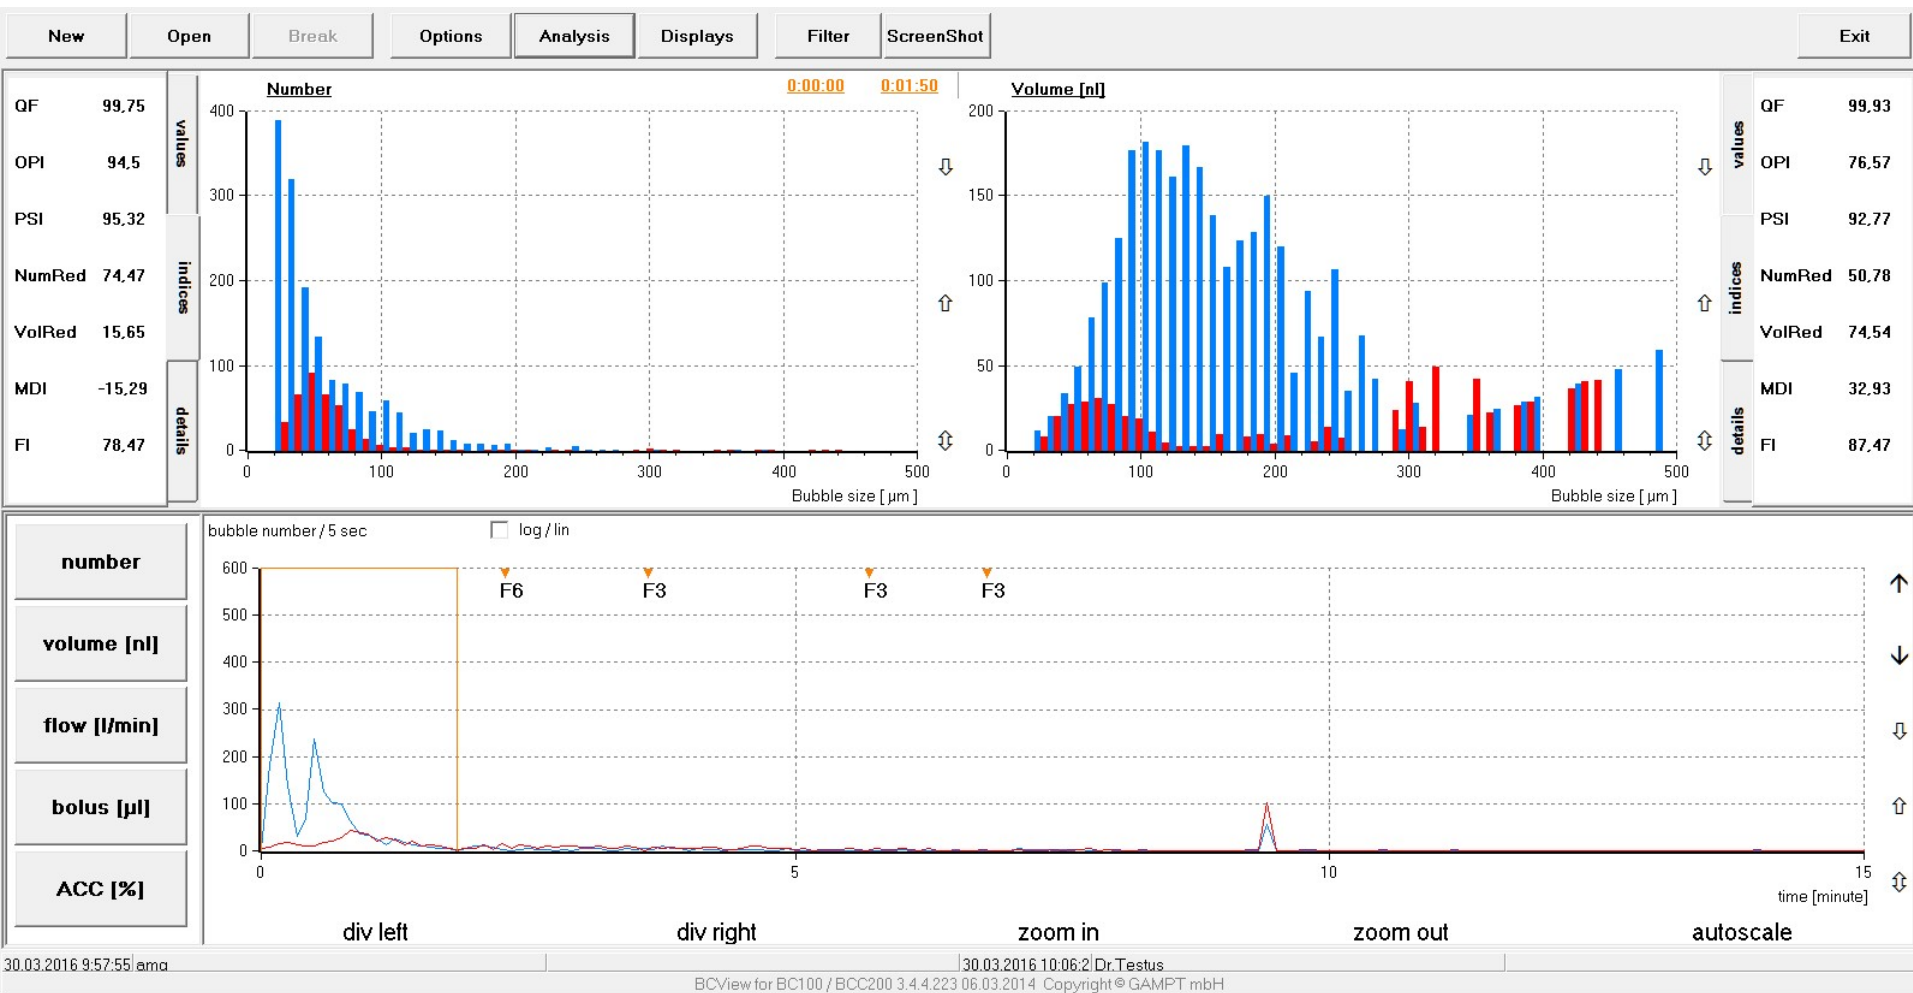 New Open Break Options Analysis Displays Filter ScreenShot Exit
QF 99,75
OPI 94,5
PSI 95,32
NumRed 74,47
VolRed 15,65
MDI -15,29
FI 78,47
values
indices
details
Number 0:00:00 0:01:50
400
300
200
100
0
0 100 200 300 400 500
Bubble size [ µm ]
Volume [nl]
200
150
100
50
0
0 100 200 300 400 500
Bubble size [ µm ]
values
indices
details
QF 99,93
OPI 76,57
PSI 92,77
NumRed 50,78
VolRed 74,54
MDI 32,93
FI 87,47
number
volume [nl]
flow [l/min]
bolus [µl]
ACC [%]
bubble number / 5 sec log / lin
600
500
400
300
200
100
0
F6 F3 F3 F3
0 5 10 15
time [minute]
div left div right zoom in zoom out autoscale
30.03.2016 9:57:55 amg 30.03.2016 10:06:2 Dr.Testus
BCView for BC100 / BCC200 3.4.4.223 06.03.2014 Copyright © GAMPT mbH